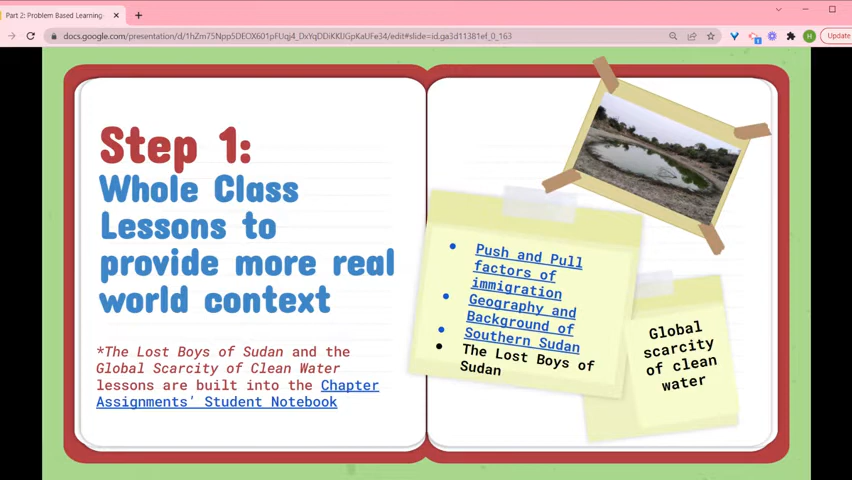 Part 2: Problem Based Learning
docs.google.com/presentation/d/1hZm75Npp5DEOX601pFUqj4_DxYqDDiKKUGpKaUFe34/edit#slide=id.ga3d11381ef_0_163
H
Update
Step 1:
Whole Class
Lessons to
provide more real
world context
*The Lost Boys of Sudan and the
Global Scarcity of Clean Water
lessons are built into the Chapter
Assignments’ Student Notebook
Push and Pull
factors of
immigration
Geography and
Background of
Southern Sudan
The Lost Boys of
Sudan
Global
scarcity
of clean
water